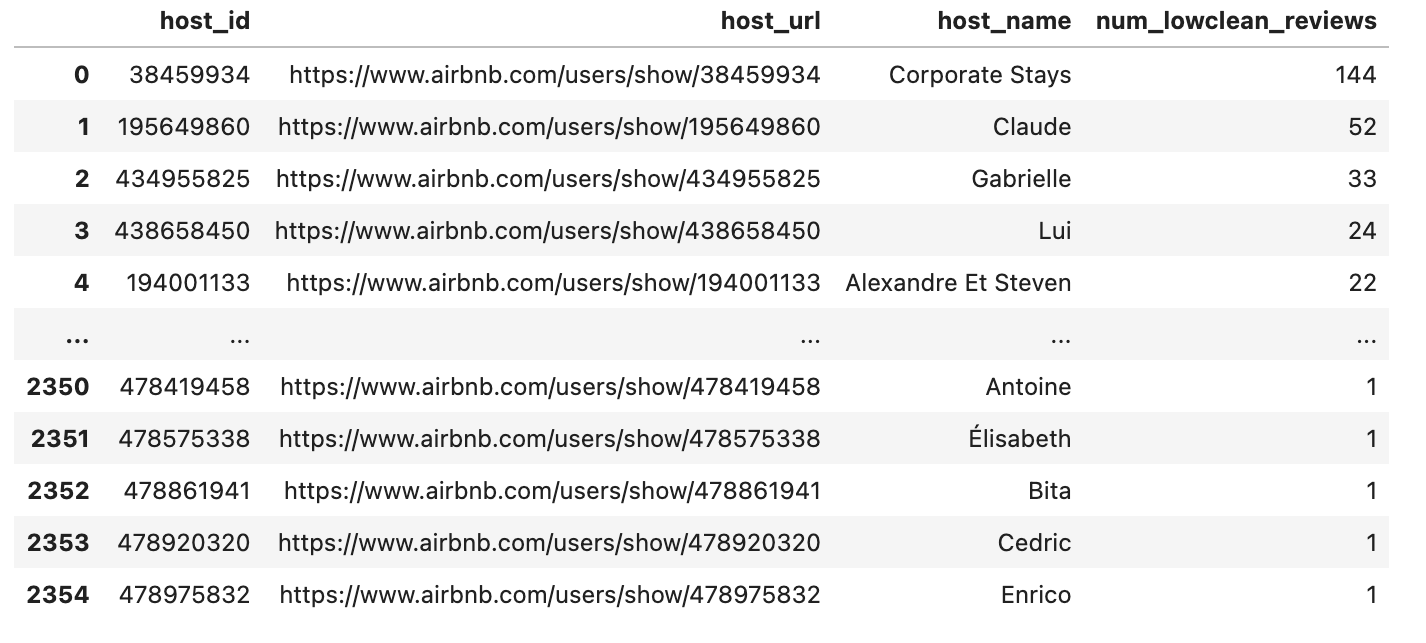 host_id host_url host_name num_lowclean_reviews
0 38459934 https://www.airbnb.com/users/show/38459934 Corporate Stays 144
1 195649860 https://www.airbnb.com/users/show/195649860 Claude 52
2 434955825 https://www.airbnb.com/users/show/434955825 Gabrielle 33
3 438658450 https://www.airbnb.com/users/show/438658450 Lui 24
4 194001133 https://www.airbnb.com/users/show/194001133 Alexandre Et Steven 22
... ... ... ... ...
2350 478419458 https://www.airbnb.com/users/show/478419458 Antoine 1
2351 478575338 https://www.airbnb.com/users/show/478575338 Élisabeth 1
2352 478861941 https://www.airbnb.com/users/show/478861941 Bita 1
2353 478920320 https://www.airbnb.com/users/show/478920320 Cedric 1
2354 478975832 https://www.airbnb.com/users/show/478975832 Enrico 1